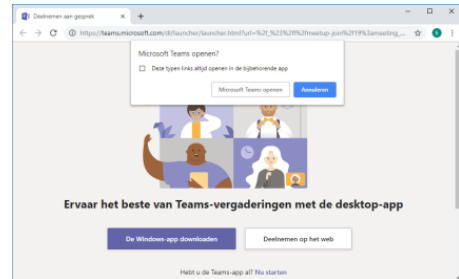 Deelnemen aan gesprek
https://teams.microsoft.com/dl/launcher/launcher.html?url=%2f_%23%2fl%2fmeetup-join%2f19%3ameeting_...
Microsoft Teams openen?
Deze typen links altijd openen in de bijbehorende app
Microsoft Teams openen
Annuleren
Ervaar het beste van Teams-vergaderingen met de desktop-app
De Windows-app downloaden
Deelnemen op het web
Hebt u de Teams-app al? Nu starten